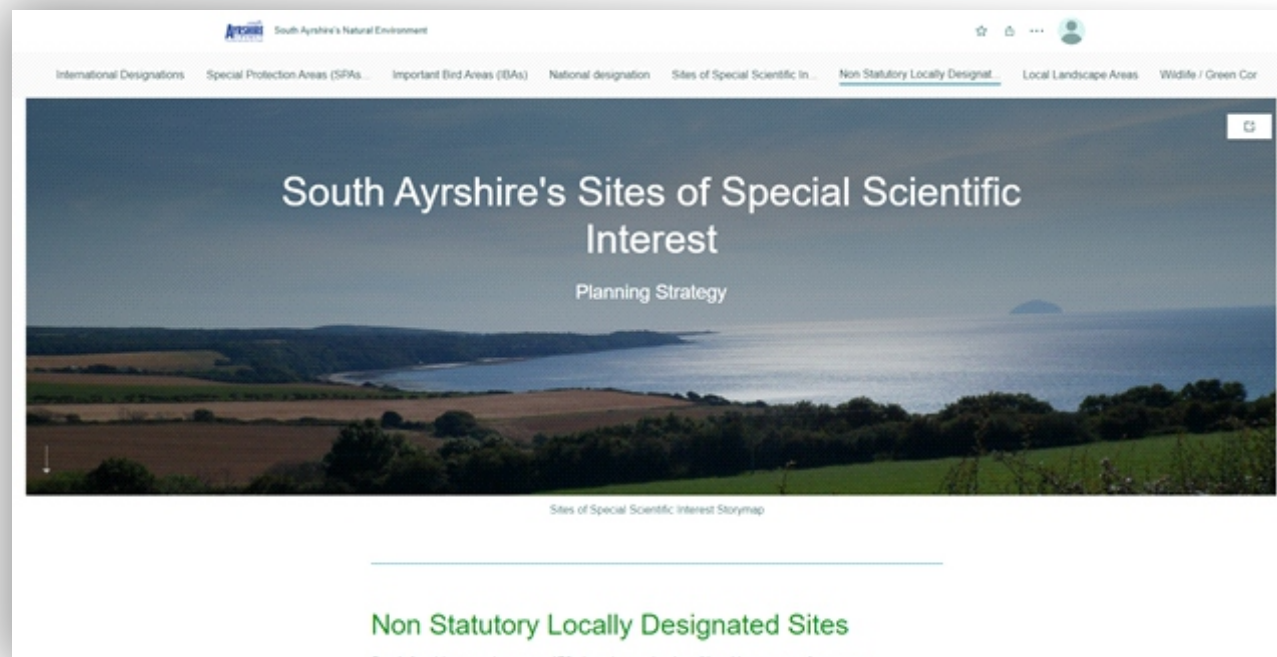 South Ayrshire's Natural Environment
International Designations Special Protection Areas (SPAs... Important Bird Areas (IBAs) National designation Sites of Special Scientific In... Non Statutory Locally Designat... Local Landscape Areas Wildlife / Green Cor
South Ayrshire's Sites of Special Scientific
Interest
Planning Strategy
Sites of Special Scientific Interest Storymap
Non Statutory Locally Designated Sites